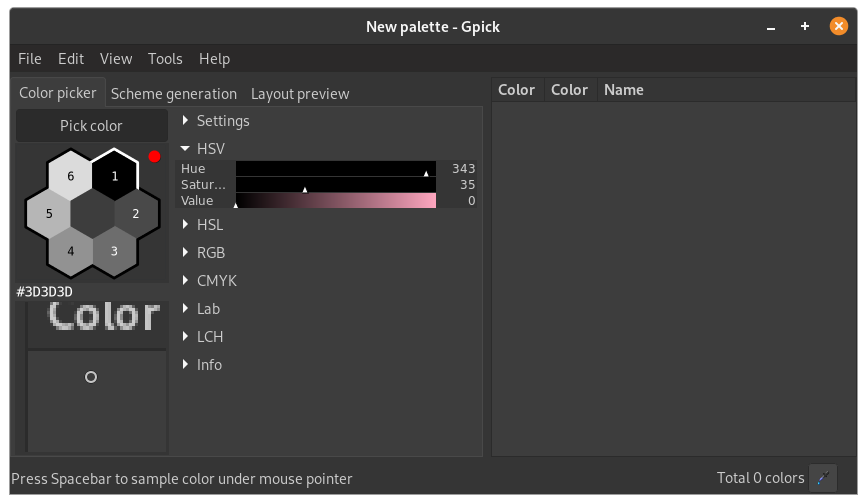 New palette - Gpick
File Edit View Tools Help
Color picker Scheme generation Layout preview
Color Color Name
Pick color
Settings
HSV
Hue 343
Satur... 35
Value 0
HSL
RGB
CMYK
Lab
LCH
Info
6 1
5 2
4 3
#3D3D3D
Color
Press Spacebar to sample color under mouse pointer
Total 0 colors